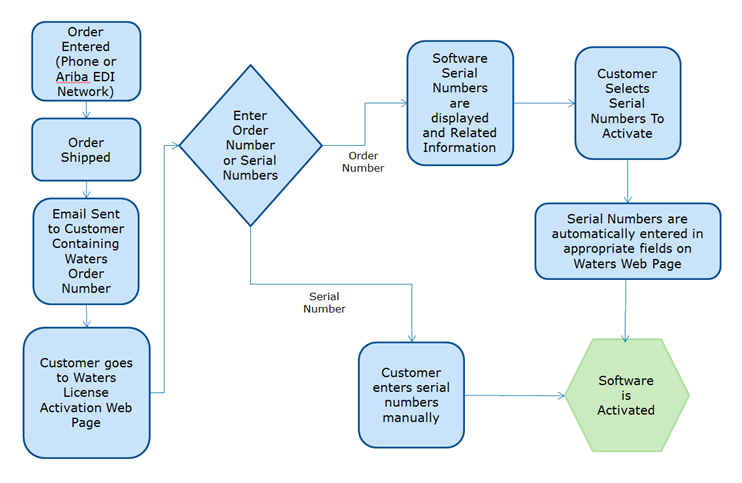 Order
Entered
(Phone or
Ariba EDI
Network)
Order
Shipped
Email Sent
to Customer
Containing
Waters
Order
Number
Customer goes
to Waters
License
Activation Web
Page
Enter
Order
Number
or Serial
Numbers
Order
Number
Serial
Number
Software
Serial
Numbers
are
displayed
and Related
Information
Customer
Selects
Serial
Numbers To
Activate
Serial Numbers are
automatically entered in
appropriate fields on
Waters Web Page
Customer
enters serial
numbers
manually
Software
is
Activated